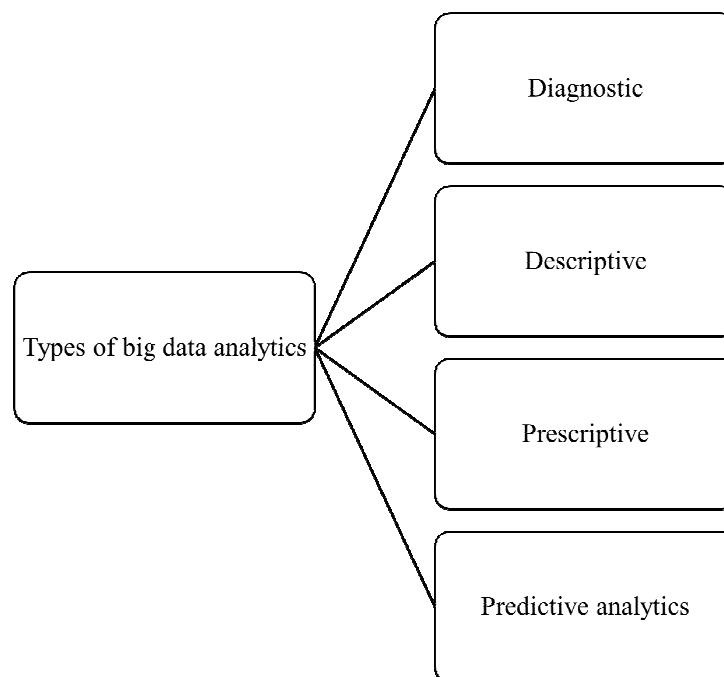 Types of big data analytics
Diagnostic
Descriptive
Prescriptive
Predictive analytics